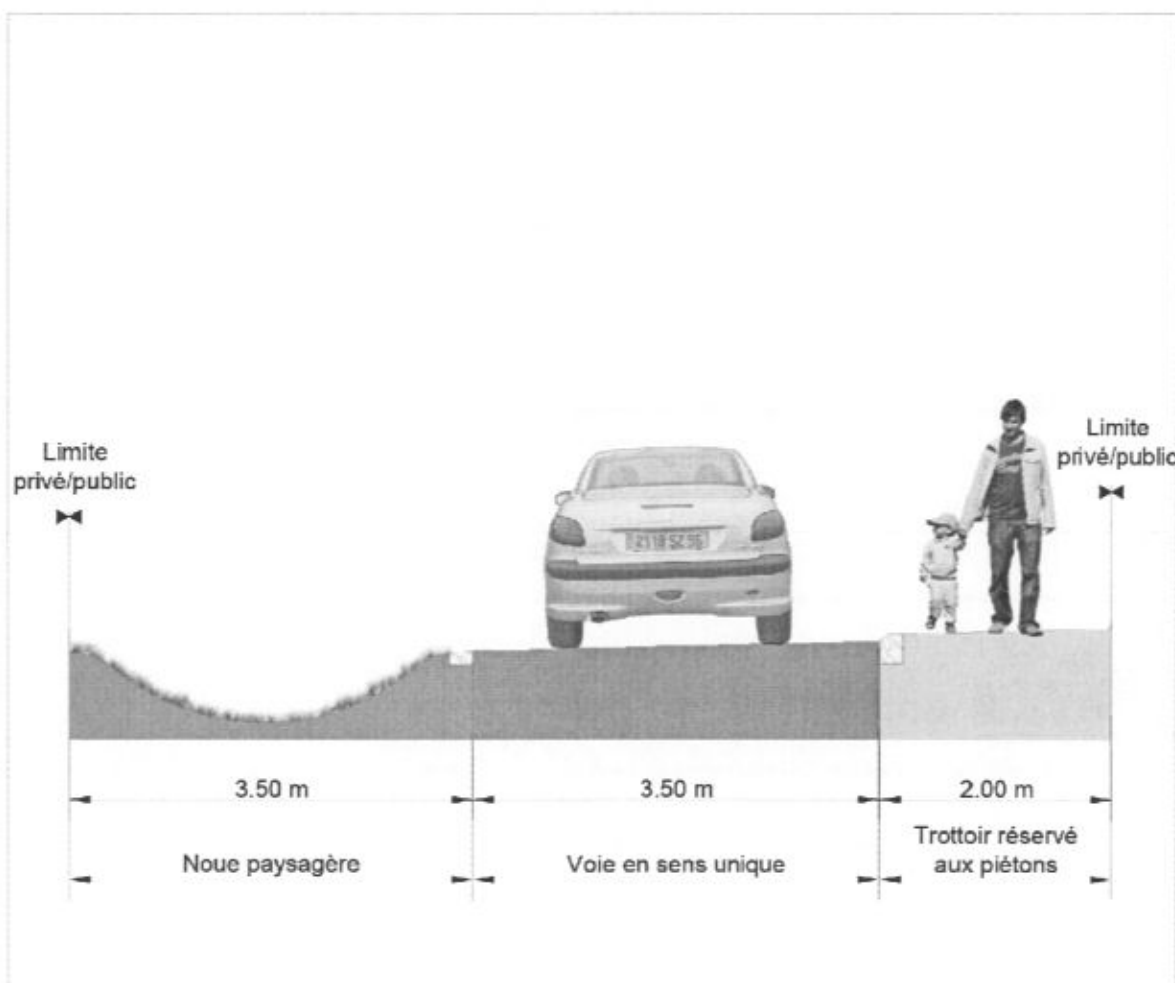 Limite
privé/public
Limite
privé/public
3.50 m
3.50 m
2.00 m
Noue paysagère
Voie en sens unique
Trottoir réservé
aux piétons